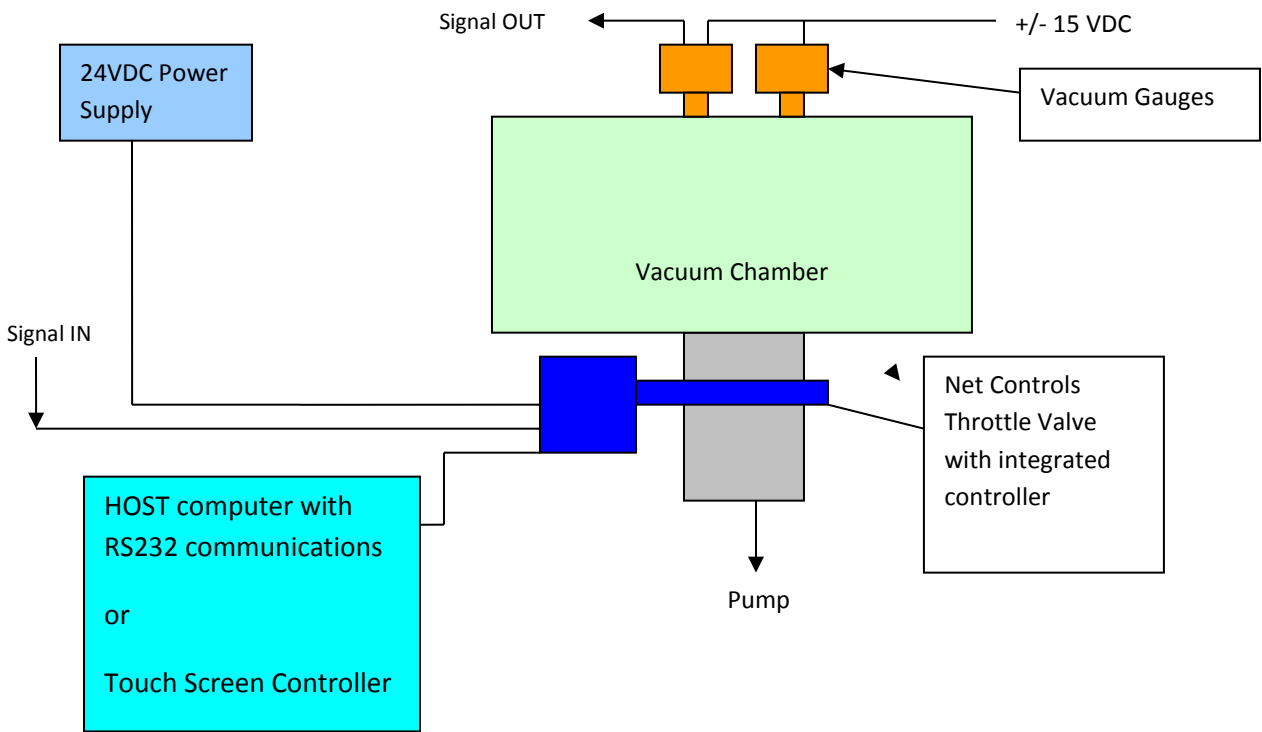 Signal OUT
+/- 15 VDC
24VDC Power
Supply
Vacuum Gauges
Vacuum Chamber
Signal IN
Net Controls
Throttle Valve
with integrated
controller
HOST computer with
RS232 communications
or
Touch Screen Controller
Pump